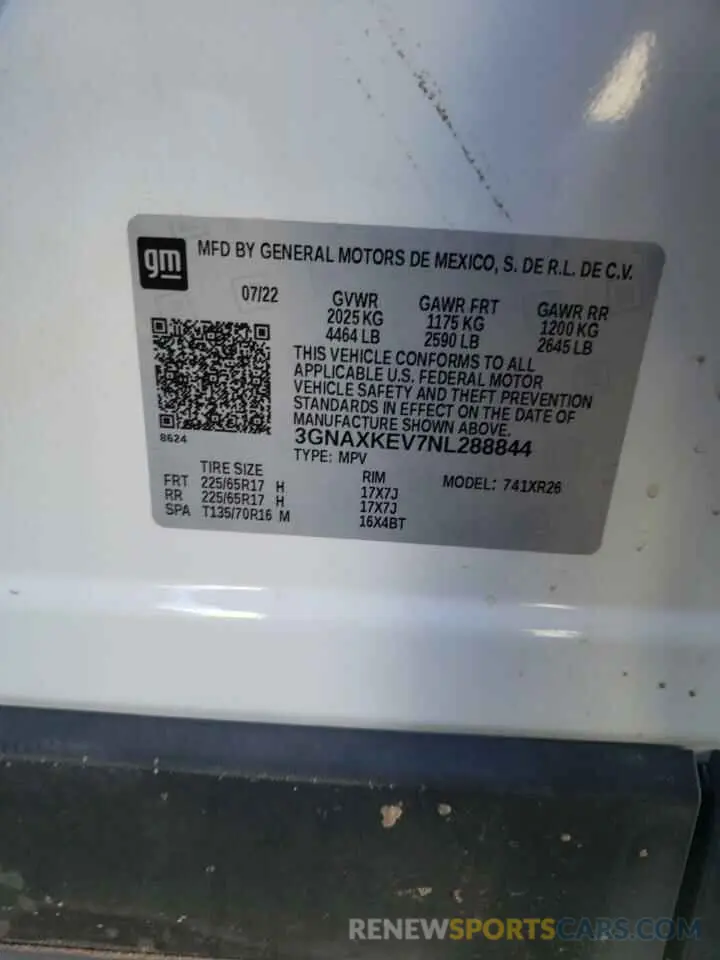 gm
MFD BY GENERAL MOTORS DE MEXICO, S. DE R.L. DE C.V.
07/22 GVWR GAWR FRT GAWR RR
2025 KG 1175 KG 1200 KG
4464 LB 2590 LB 2645 LB
THIS VEHICLE CONFORMS TO ALL
APPLICABLE U.S. FEDERAL MOTOR
VEHICLE SAFETY AND THEFT PREVENTION
STANDARDS IN EFFECT ON THE DATE OF
MANUFACTURE SHOWN ABOVE.
8624
3GNAXKEV7NL288844
TYPE: MPV
TIRE SIZE RIM MODEL: 741XR26
FRT 225/65R17 H 17X7J
RR 225/65R17 H 17X7J
SPA T135/70R16 M 16X4BT
RENEWSPORTSCARS.COM